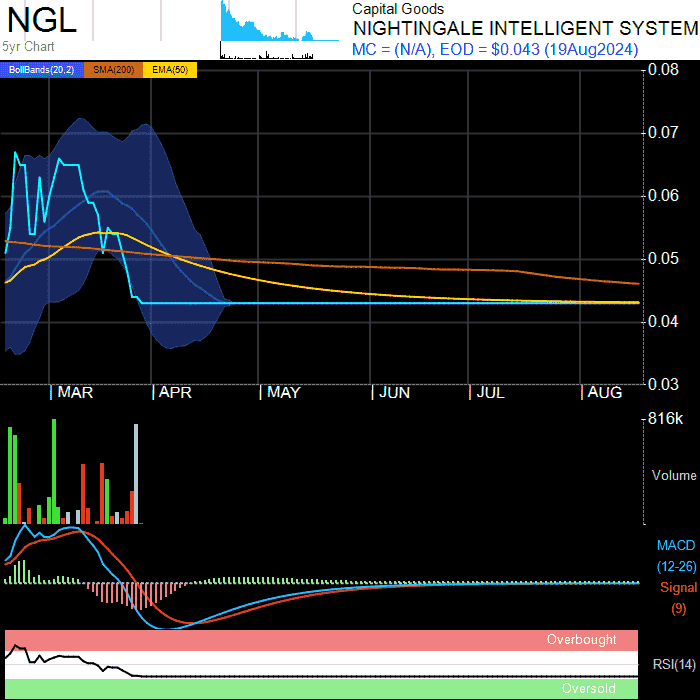 NGL
5yr Chart
Capital Goods
NIGHTINGALE INTELLIGENT SYSTEM
MC = (N/A), EOD = $0.043 (19Aug2024)
BollBands(20,2) SMA(200) EMA(50)
0.08
0.07
0.06
0.05
0.04
0.03
MAR APR MAY JUN JUL AUG
816k
Volume
MACD
(12-26)
Signal
(9)
Overbought
RSI(14)
Oversold